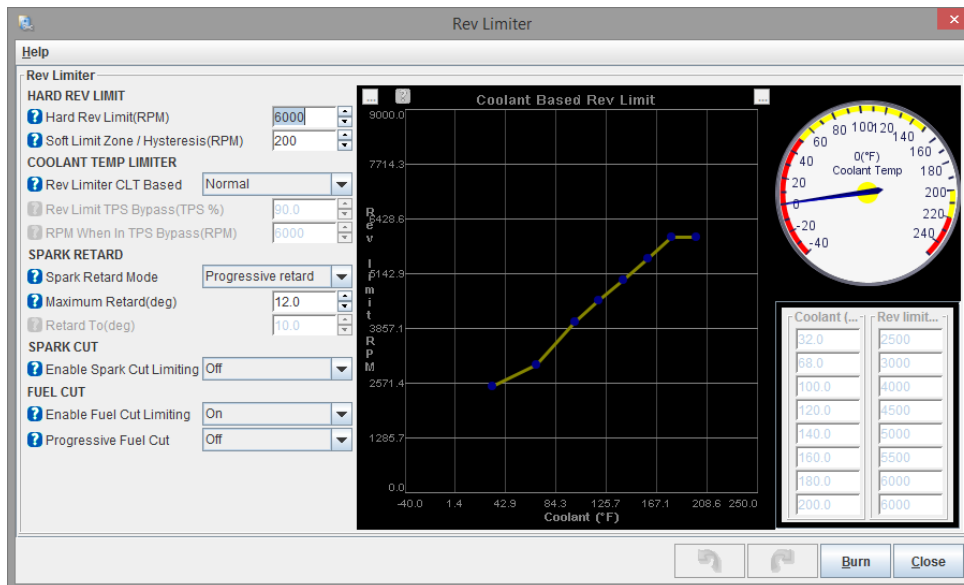 Rev Limiter
Help
Rev Limiter
HARD REV LIMIT
Hard Rev Limit(RPM) 6000
Soft Limit Zone / Hysteresis(RPM) 200
COOLANT TEMP LIMITER
Rev Limiter CLT Based Normal
Rev Limit TPS Bypass(TPS %) 90.0
RPM When In TPS Bypass(RPM) 6000
SPARK RETARD
Spark Retard Mode Progressive retard
Maximum Retard(deg) 12.0
Retard To(deg) 10.0
SPARK CUT
Enable Spark Cut Limiting Off
FUEL CUT
Enable Fuel Cut Limiting On
Progressive Fuel Cut Off
... ? Coolant Based Rev Limit ...
9000.0
7714.3
6428.6
5142.9
3857.1
2571.4
1285.7
0.0
Rev limit RPM
-40.0 1.4 42.9 84.3 125.7 167.1 208.6 250.0
Coolant (°F)
-40
-20
0
20
40
60
80
100
120
140
160
180
200
220
240
0(°F)
Coolant Temp
Coolant (... Rev limit...
32.0 2500
68.0 3000
100.0 4000
120.0 4500
140.0 5000
160.0 5500
180.0 6000
200.0 6000
Burn Close